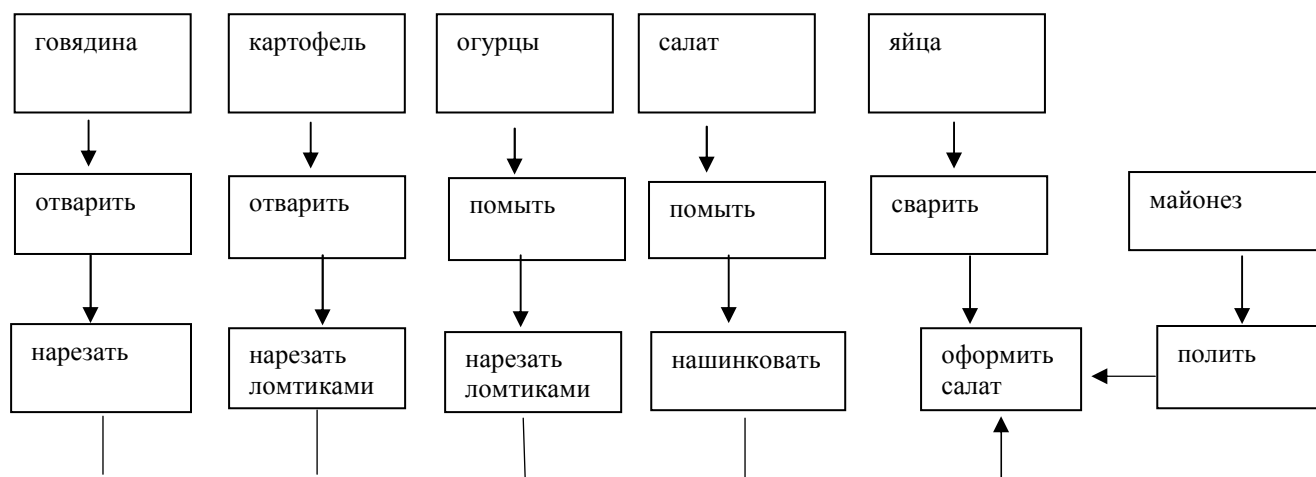 говядина
картофель
огурцы
салат
яйца
отварить
отварить
помыть
помыть
сварить
майонез
нарезать
нарезать
ломтиками
нарезать
ломтиками
нашинковать
оформить
салат
полить